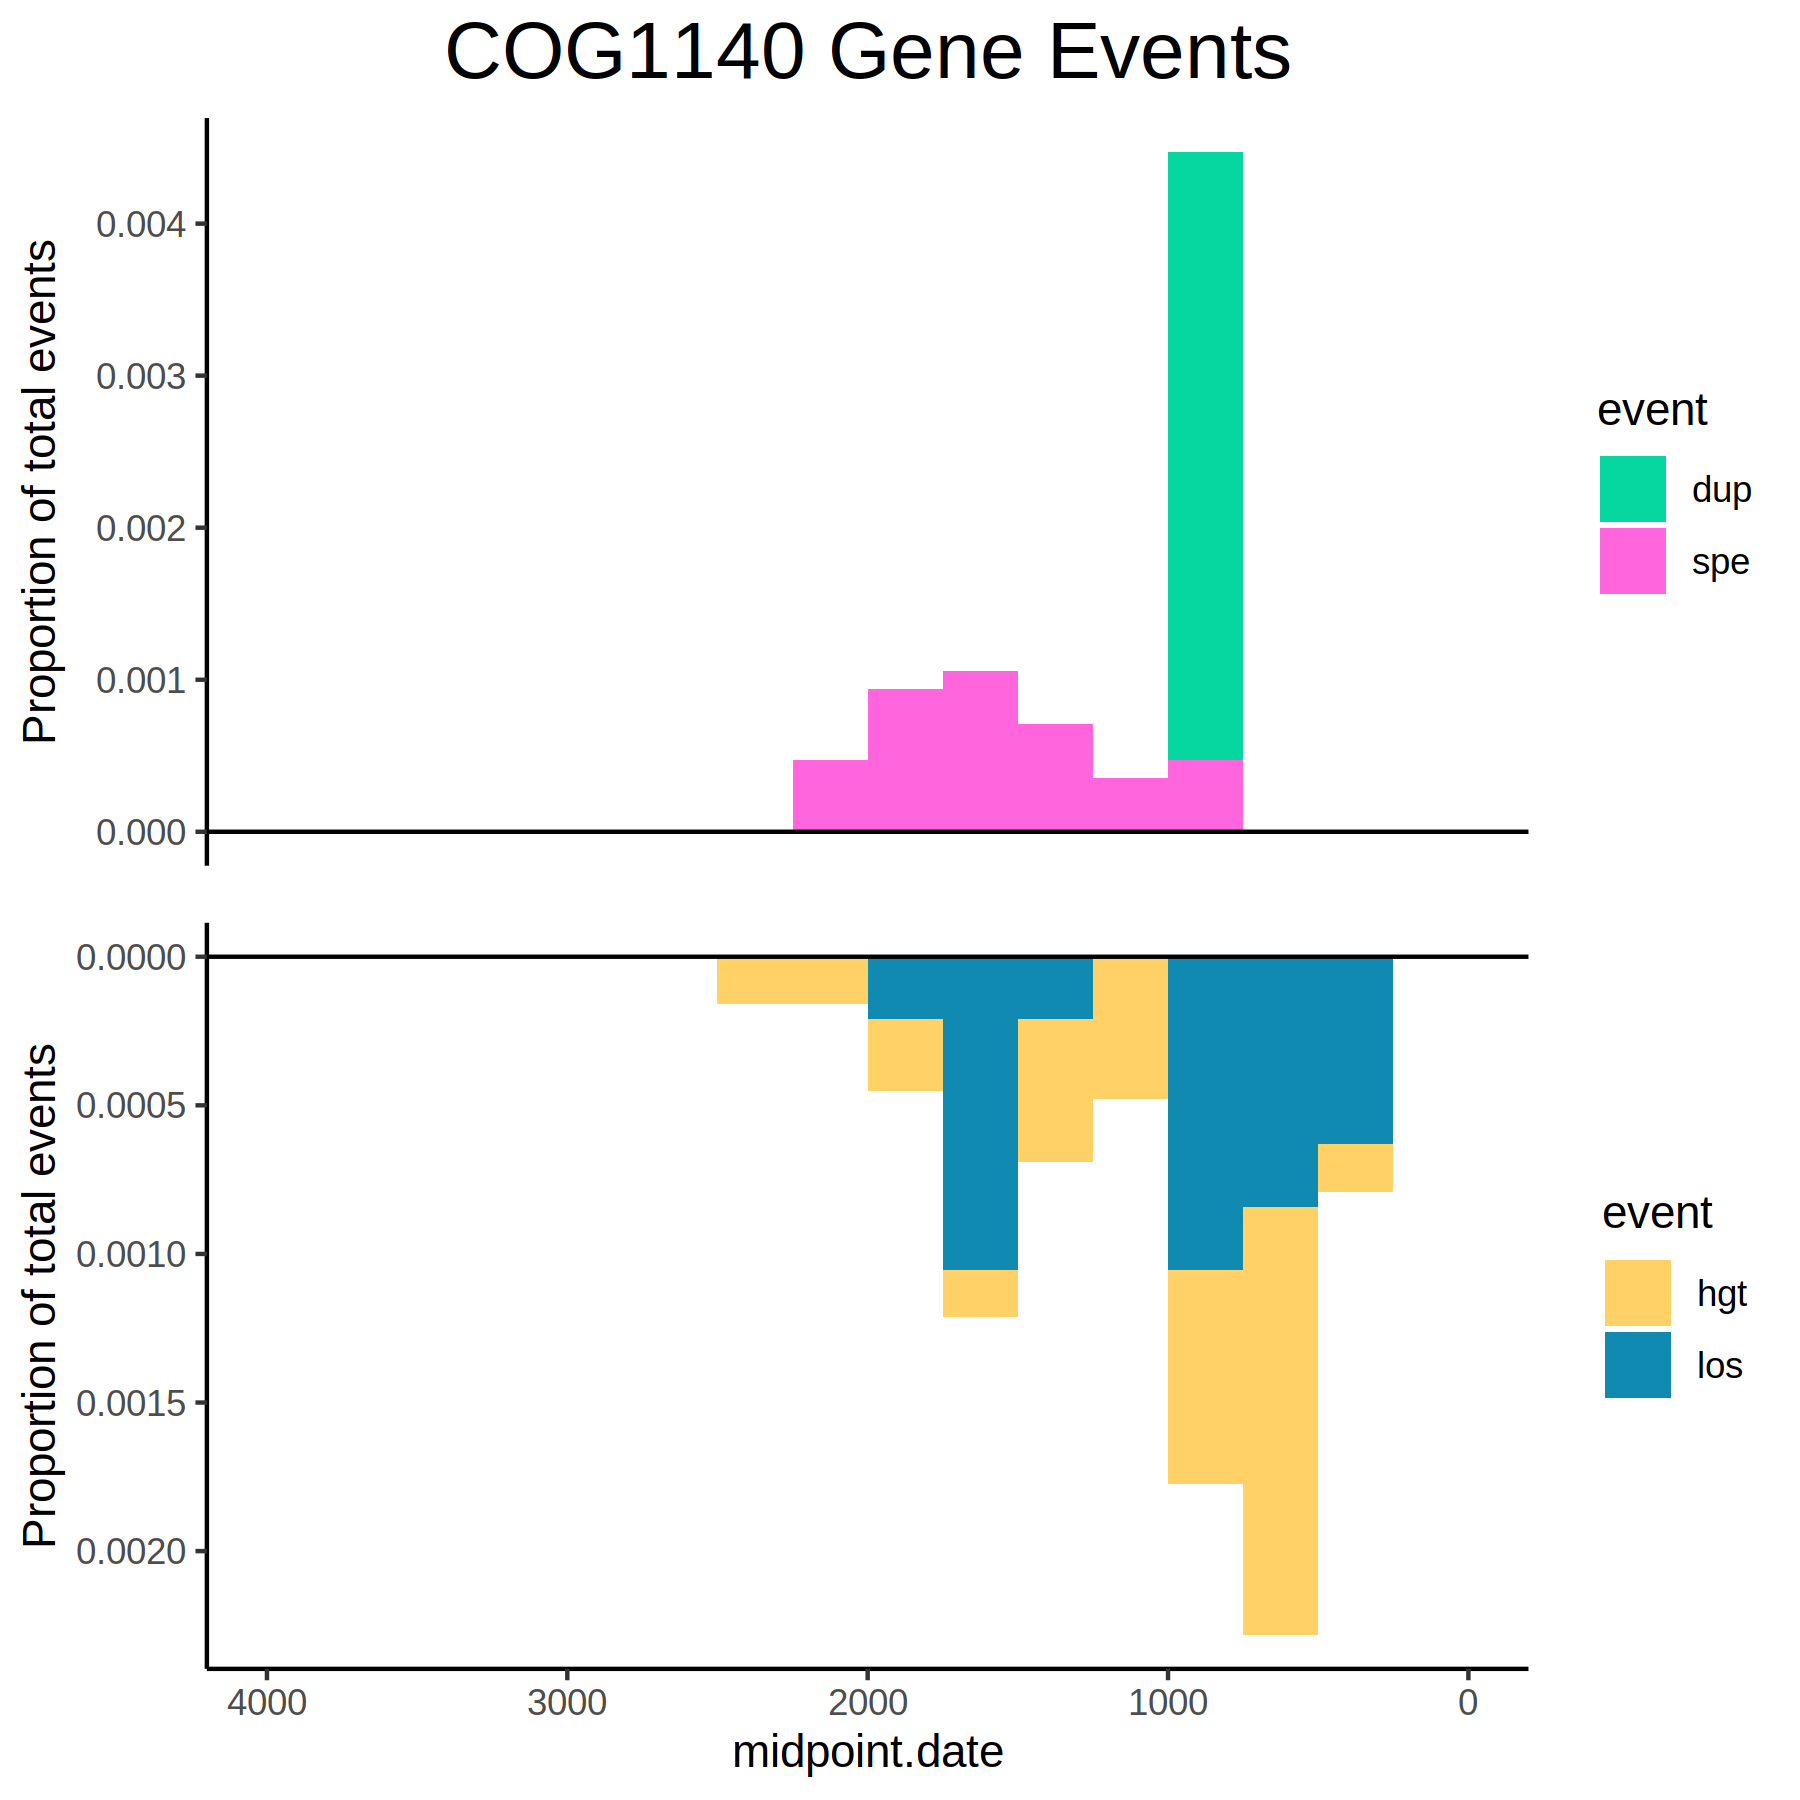 COG1140 Gene Events
Proportion of total events
0.004
0.003
0.002
0.001
0.000
event
dup
spe
Proportion of total events
0.0000
0.0005
0.0010
0.0015
0.0020
event
hgt
los
4000 3000 2000 1000 0
midpoint.date